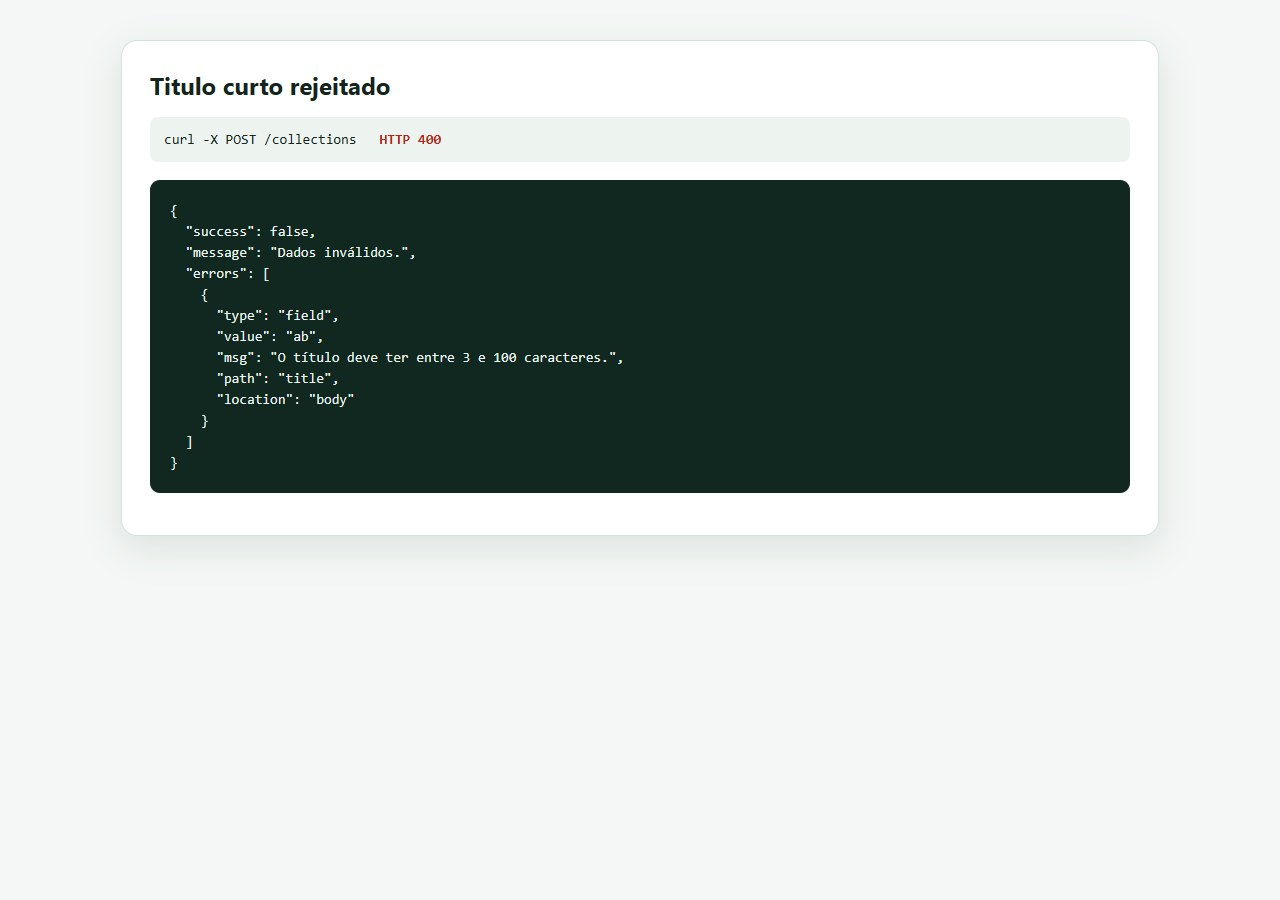 Titulo curto rejeitado
curl -X POST /collections   HTTP 400
{
  "success": false,
  "message": "Dados inválidos.",
  "errors": [
    {
      "type": "field",
      "value": "ab",
      "msg": "O título deve ter entre 3 e 100 caracteres.",
      "path": "title",
      "location": "body"
    }
  ]
}